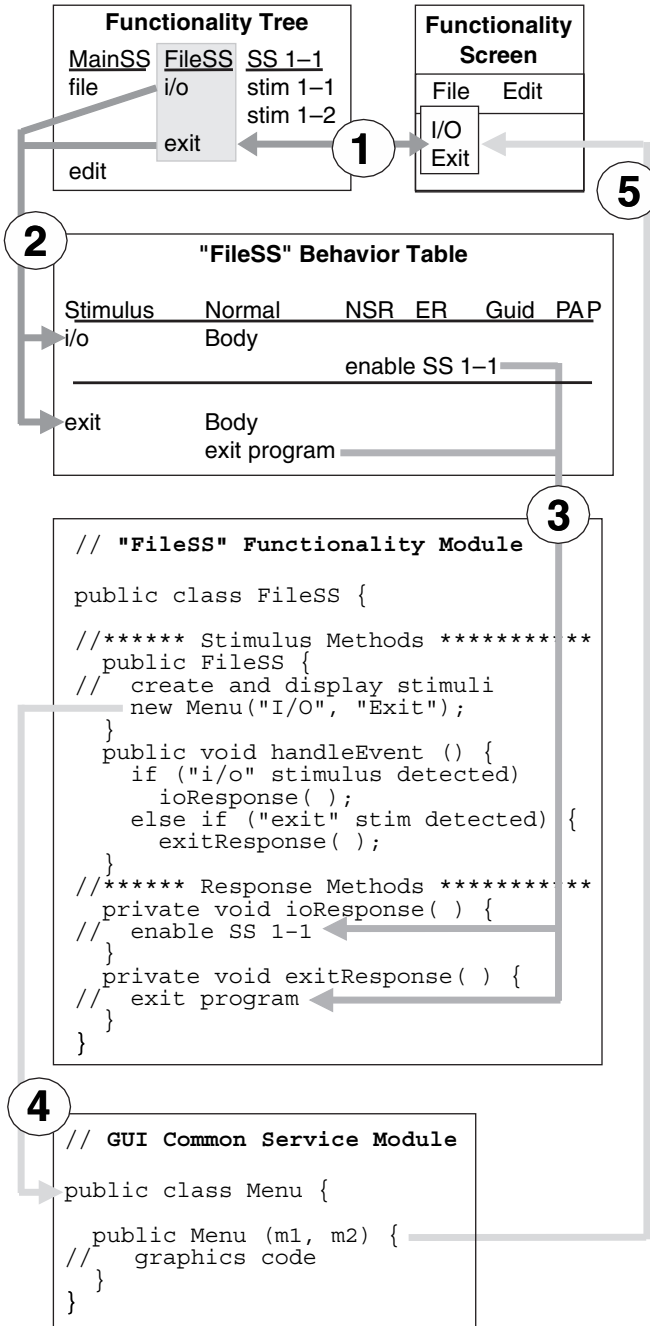 Functionality Tree
MainSS FileSS SS 1–1
file i/o stim 1–1
stim 1–2
exit
edit
Functionality
Screen
File Edit
I/O
Exit
1
5
2
"FileSS" Behavior Table
Stimulus Normal NSR ER Guid PAP
i/o Body
enable SS 1–1
exit Body
exit program
3
// "FileSS" Functionality Module
public class FileSS {
//****** Stimulus Methods ***********
public FileSS {
// create and display stimuli
new Menu("I/O", "Exit");
}
public void handleEvent () {
if ("i/o" stimulus detected)
ioResponse( );
else if ("exit" stim detected) {
exitResponse( );
}
//****** Response Methods ***********
private void ioResponse( ) {
// enable SS 1-1
}
private void exitResponse( ) {
// exit program
}
}
4
// GUI Common Service Module
public class Menu {
public Menu (m1, m2) {
// graphics code
}
}